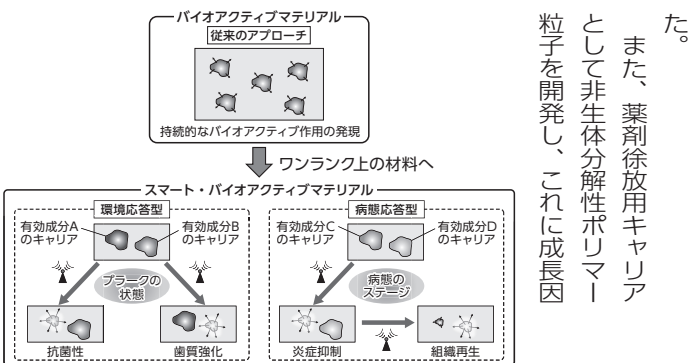 た。
また、薬剤徐放用キャリア
として非生体分解性ポリマー
粒子を開発し、これに成長因
バイオアクティブマテリアル
従来のアプローチ
持続的なバイオアクティブ作用の発現
ワンランク上の材料へ
スマート・バイオアクティブマテリアル
環境応答型
有効成分A
のキャリア
有効成分B
のキャリア
プラークの
状態
抗菌性
歯質強化
病態応答型
有効成分C
のキャリア
有効成分D
のキャリア
病態の
ステージ
炎症抑制
組織再生